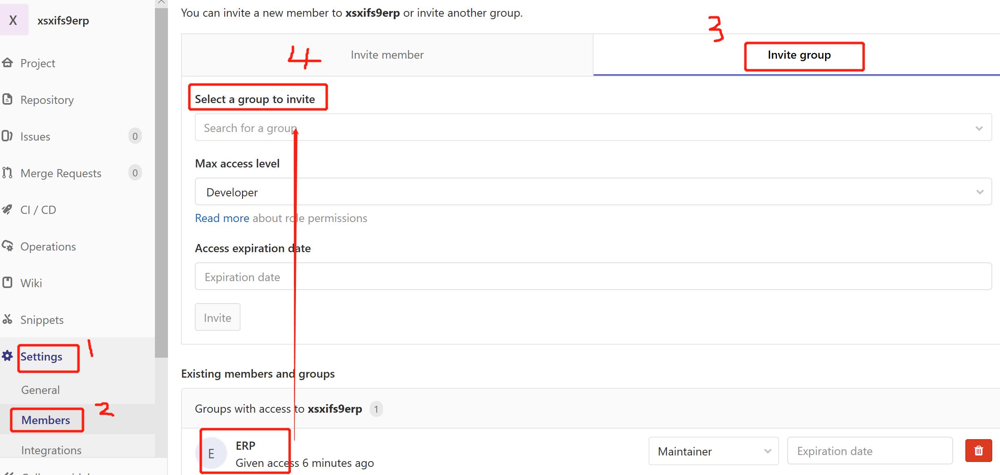 X xsxifs9erp
Project
Repository
Issues 0
Merge Requests 0
CI / CD
Operations
Wiki
Snippets
Settings 1
General
Members 2
Integrations
You can invite a new member to xsxifs9erp or invite another group.
3
4 Invite member
Invite group
Select a group to invite
Search for a group
Max access level
Developer
Read more about role permissions
Access expiration date
Expiration date
Invite
Existing members and groups
Groups with access to xsxifs9erp 1
E ERP
Given access 6 minutes ago
Maintainer
Expiration date